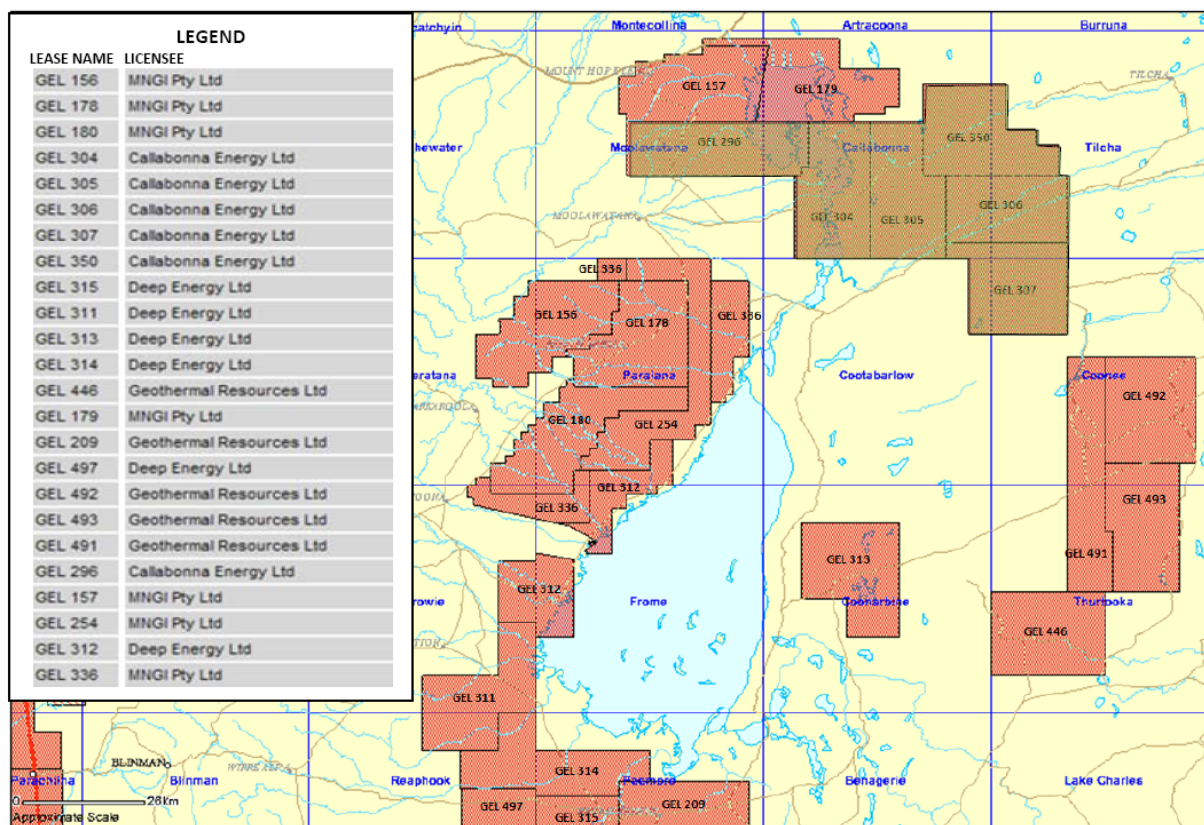 LEGEND
LEASE NAME LICENSEE
GEL 156 MNGI Pty Ltd
GEL 178 MNGI Pty Ltd
GEL 180 MNGI Pty Ltd
GEL 304 Callabonna Energy Ltd
GEL 305 Callabonna Energy Ltd
GEL 306 Callabonna Energy Ltd
GEL 307 Callabonna Energy Ltd
GEL 350 Callabonna Energy Ltd
GEL 315 Deep Energy Ltd
GEL 311 Deep Energy Ltd
GEL 313 Deep Energy Ltd
GEL 314 Deep Energy Ltd
GEL 446 Geothermal Resources Ltd
GEL 179 MNGI Pty Ltd
GEL 209 Geothermal Resources Ltd
GEL 497 Deep Energy Ltd
GEL 492 Geothermal Resources Ltd
GEL 493 Geothermal Resources Ltd
GEL 491 Geothermal Resources Ltd
GEL 296 Callabonna Energy Ltd
GEL 157 MNGI Pty Ltd
GEL 254 MNGI Pty Ltd
GEL 312 Deep Energy Ltd
GEL 336 MNGI Pty Ltd
atchyin Montecollina Artracoona Burruna
TILCHA
GEL 157 GEL 179
GEL 296 GEL 350
hewater Moolawatana Callabonna Tilcha
GEL 304 GEL 305 GEL 306
MOOLAWATANA
GEL 336
GEL 307
GEL 156 GEL 178 GEL 336
eratana Paralana Cootabarlow Coonee
GEL 492
ARKAROOLA
GEL 180 GEL 254
GEL 312
GEL 336
GEL 493
GEL 491
GEL 313
GEL 312
rowie Frome Coonarbine Thurlooka
GEL 446
GEL 311
BLINMAN
GEL 314
Parachilna Blinman Reaphook Pasmore Benagerie Lake Charles
GEL 497 GEL 315 GEL 209
0 26km
Approximate Scale